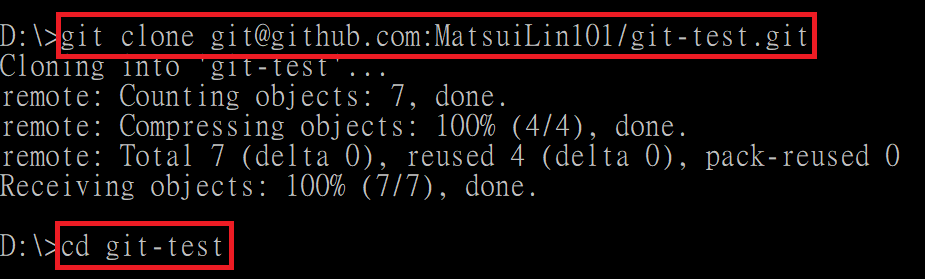 D:\>git clone git@github.com:MatsuiLin101/git-test.git
Cloning into 'git-test'...
remote: Counting objects: 7, done.
remote: Compressing objects: 100% (4/4), done.
remote: Total 7 (delta 0), reused 4 (delta 0), pack-reused 0
Receiving objects: 100% (7/7), done.
D:\>cd git-test